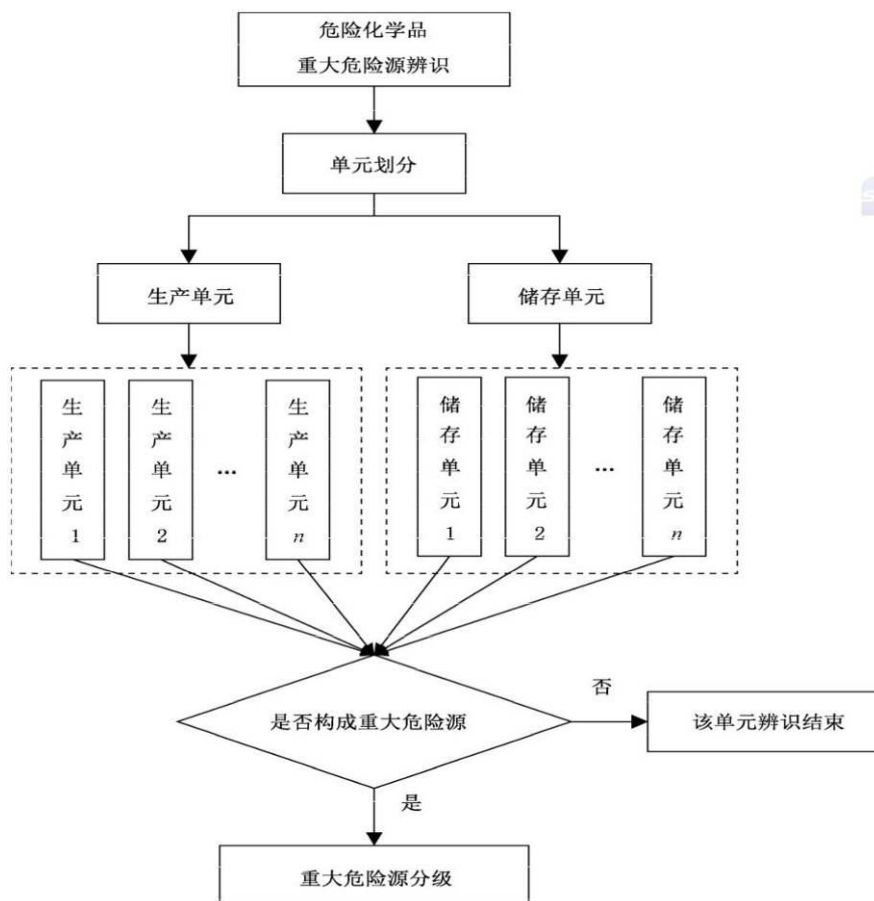 危险化学品
重大危险源辨识
单元划分
生产单元
储存单元
生产单元1
生产单元2
...
生产单元n
储存单元1
储存单元2
...
储存单元n
是否构成重大危险源
否
该单元辨识结束
是
重大危险源分级